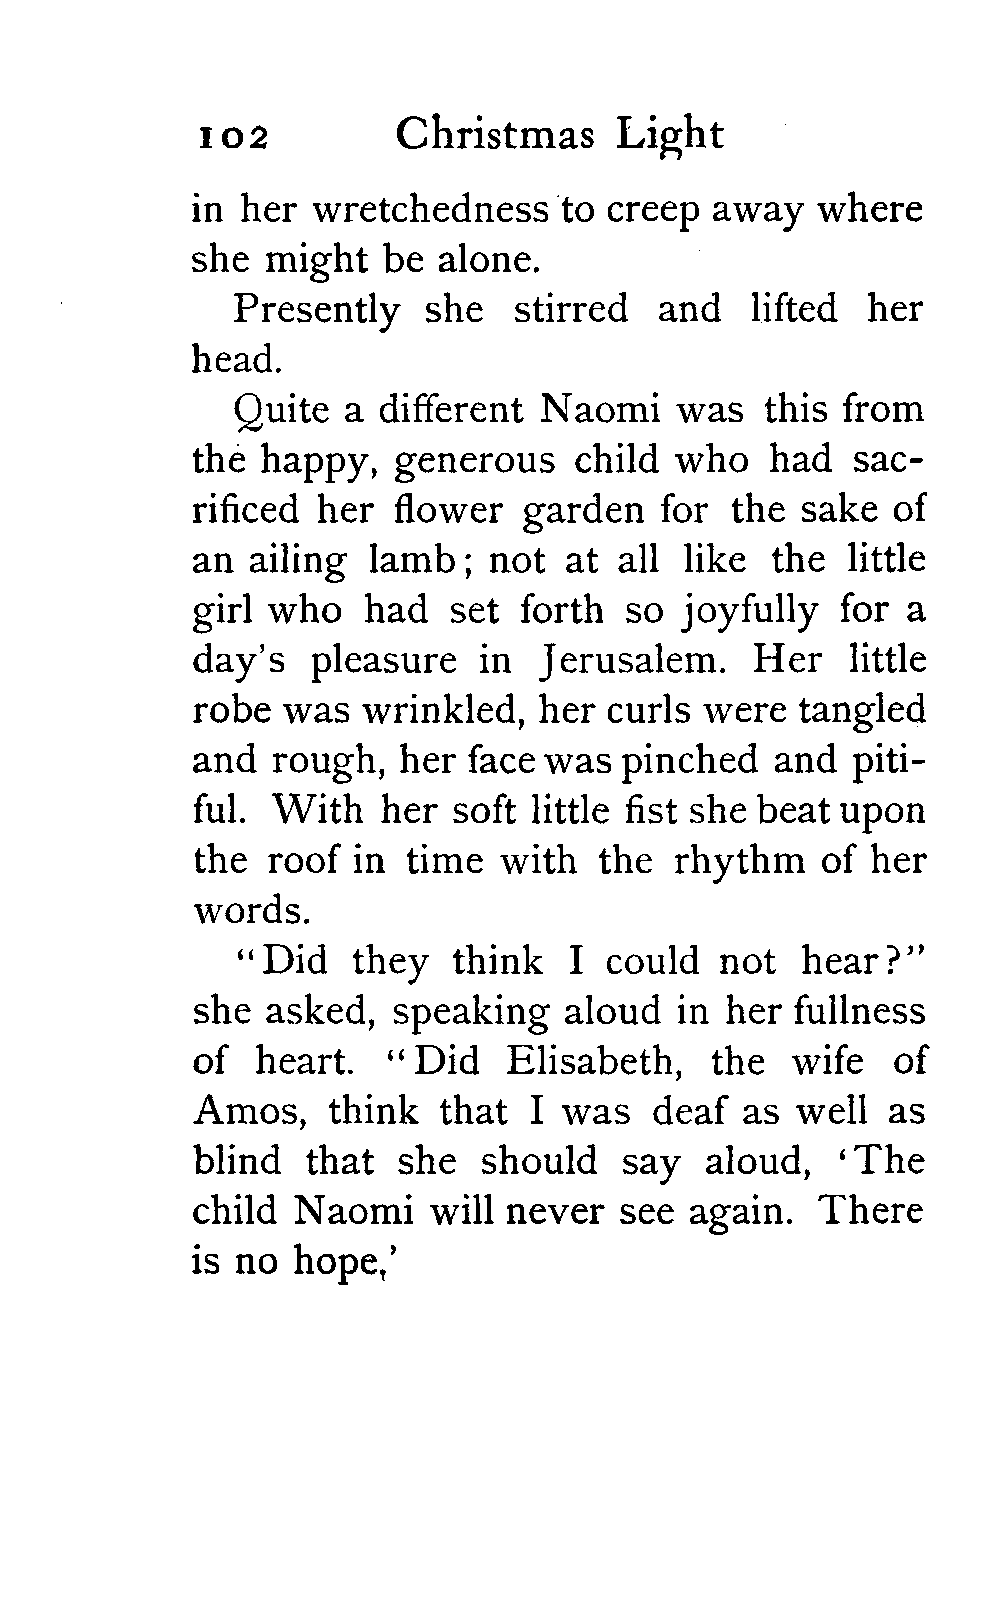 102 Christmas Light
in her wretchedness to creep away where
she might be alone.
Presently she stirred and lifted her
head.
Quite a different Naomi was this from
the happy, generous child who had sac-
rificed her flower garden for the sake of
an ailing lamb; not at all like the little
girl who had set forth so joyfully for a
day's pleasure in Jerusalem. Her little
robe was wrinkled, her curls were tangled
and rough, her face was pinched and piti-
ful. With her soft little fist she beat upon
the roof in time with the rhythm of her
words.
"Did they think I could not hear?"
she asked, speaking aloud in her fullness
of heart. "Did Elisabeth, the wife of
Amos, think that I was deaf as well as
blind that she should say aloud, 'The
child Naomi will never see again. There
is no hope,'